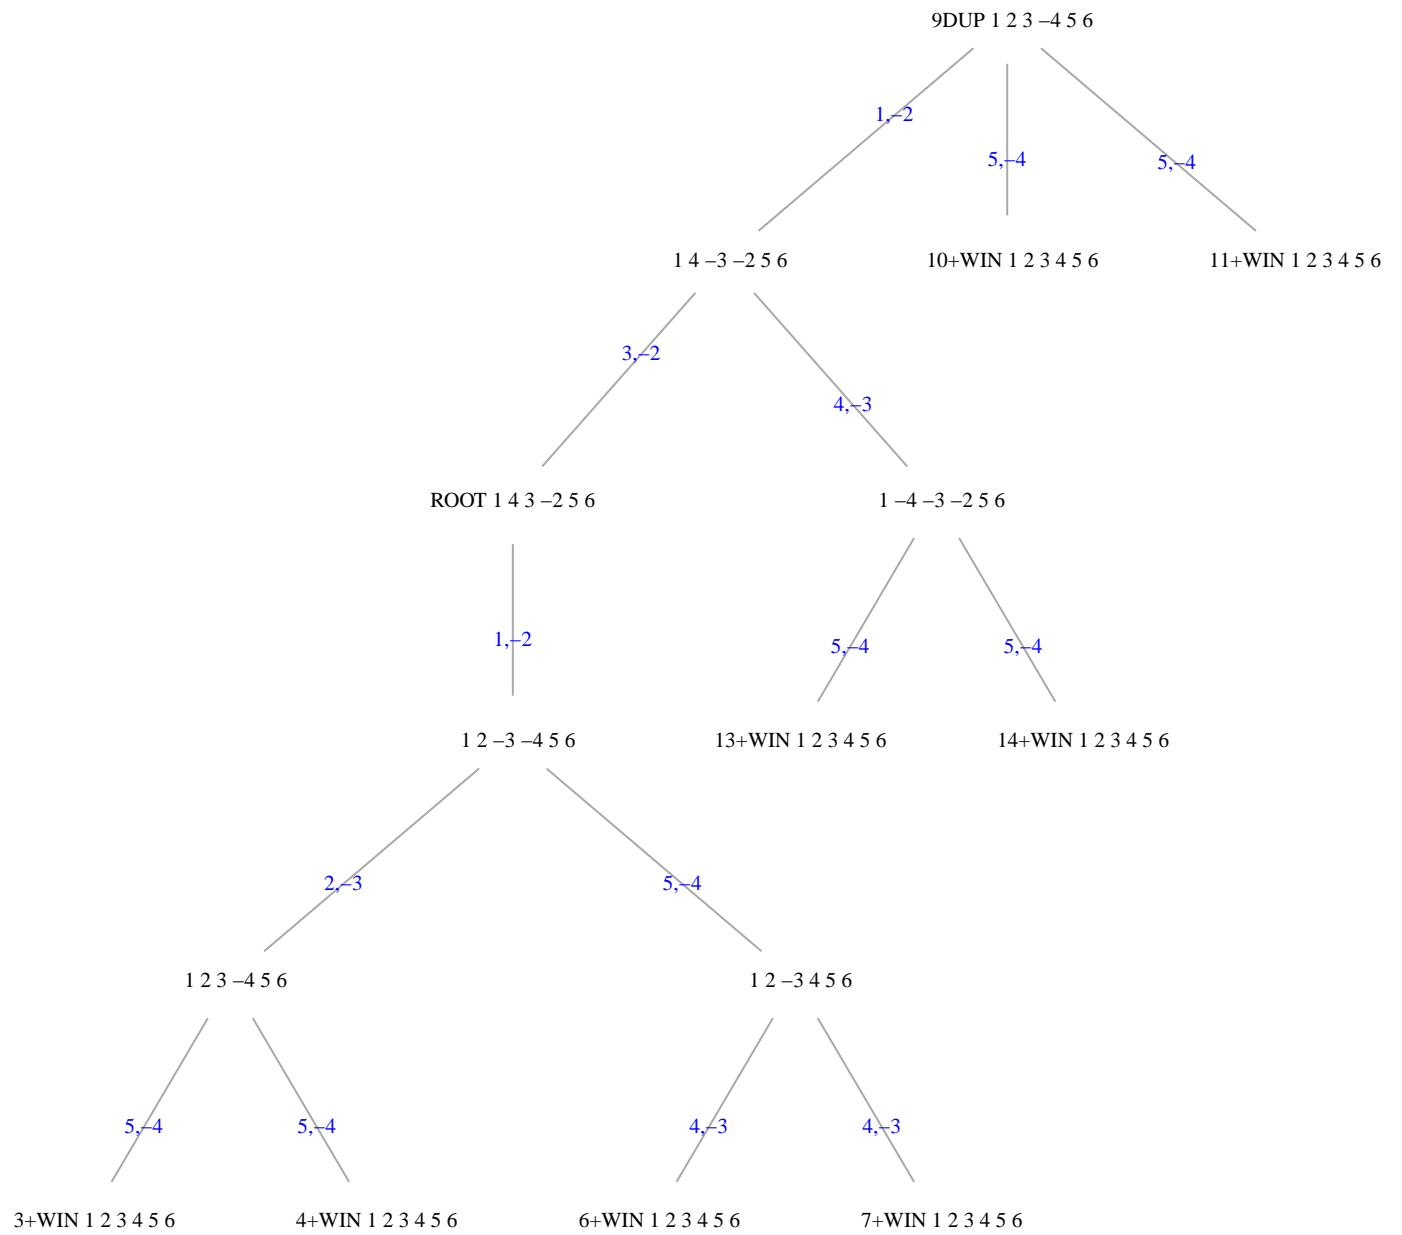 9DUP 1 2 3 –4 5 6
1,–2
5,–4
5,–4
1 4 –3 –2 5 6
10+WIN 1 2 3 4 5 6
11+WIN 1 2 3 4 5 6
3,–2
4,–3
ROOT 1 4 3 –2 5 6
1 –4 –3 –2 5 6
1,–2
5,–4
5,–4
1 2 –3 –4 5 6
13+WIN 1 2 3 4 5 6
14+WIN 1 2 3 4 5 6
2,–3
5,–4
1 2 3 –4 5 6
1 2 –3 4 5 6
5,–4
5,–4
4,–3
4,–3
3+WIN 1 2 3 4 5 6
4+WIN 1 2 3 4 5 6
6+WIN 1 2 3 4 5 6
7+WIN 1 2 3 4 5 6